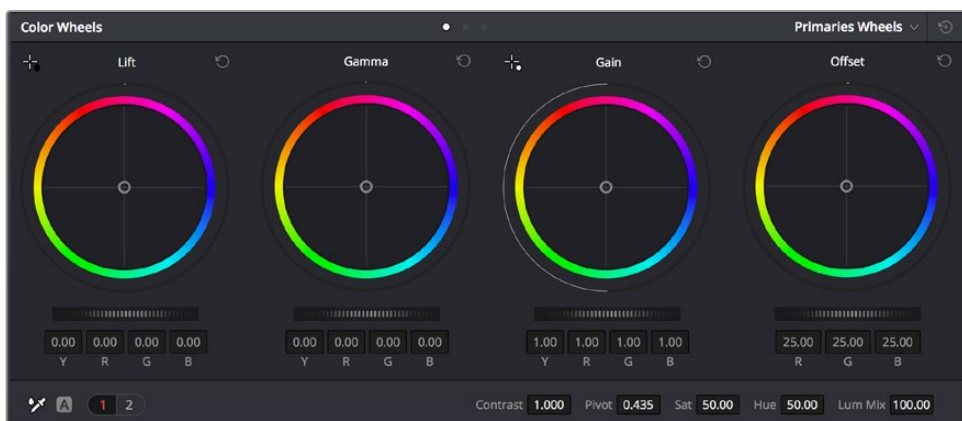 Color Wheels Primaries Wheels
Lift Gamma Gain Offset
0.00 0.00 0.00 0.00 0.00 0.00 0.00 0.00 1.00 1.00 1.00 1.00 25.00 25.00 25.00
Y R G B Y R G B Y R G B R G B
A 1 2 Contrast 1.000 Pivot 0.435 Sat 50.00 Hue 50.00 Lum Mix 100.00